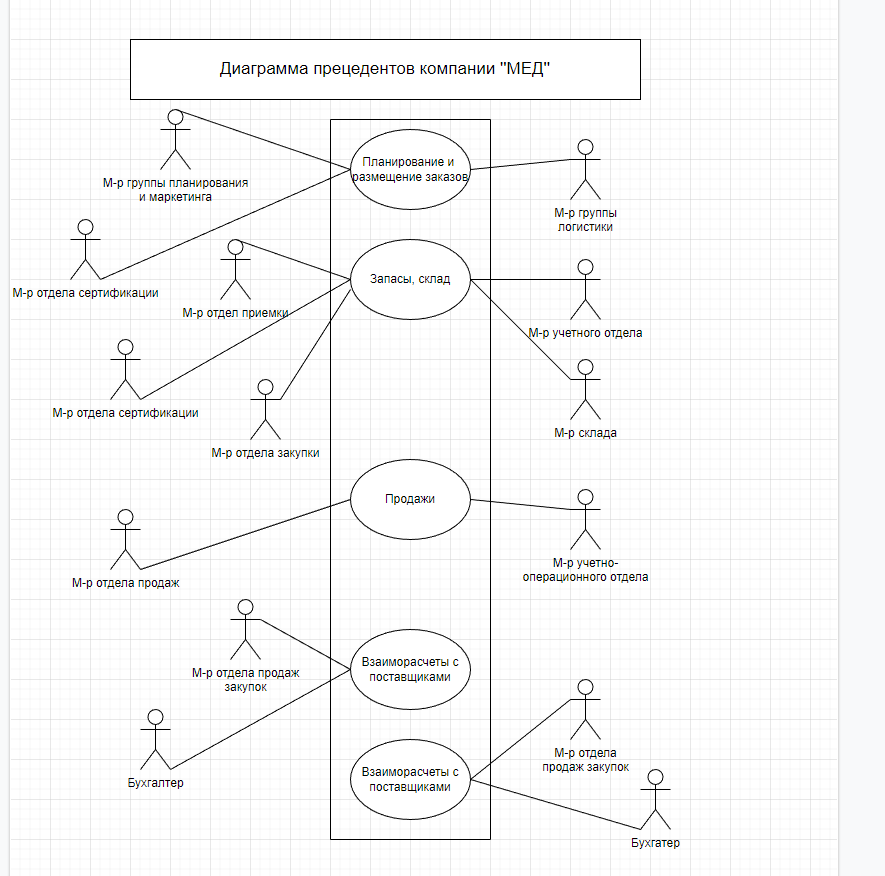 Диаграмма прецедентов компании "МЕД"
М-р группы планирования
и маркетинга
Планирование и
размещение заказов
М-р группы
логистики
М-р отдела сертификации
М-р отдел приемки
Запасы, склад
М-р учетного отдела
М-р отдела сертификации
М-р отдела закупки
М-р склада
Продажи
М-р отдела продаж
М-р учетно-
операционного отдела
М-р отдела продаж
закупок
Взаиморасчеты с
поставщиками
Бухгалтер
Взаиморасчеты с
поставщиками
М-р отдела
продаж закупок
Бухгатер